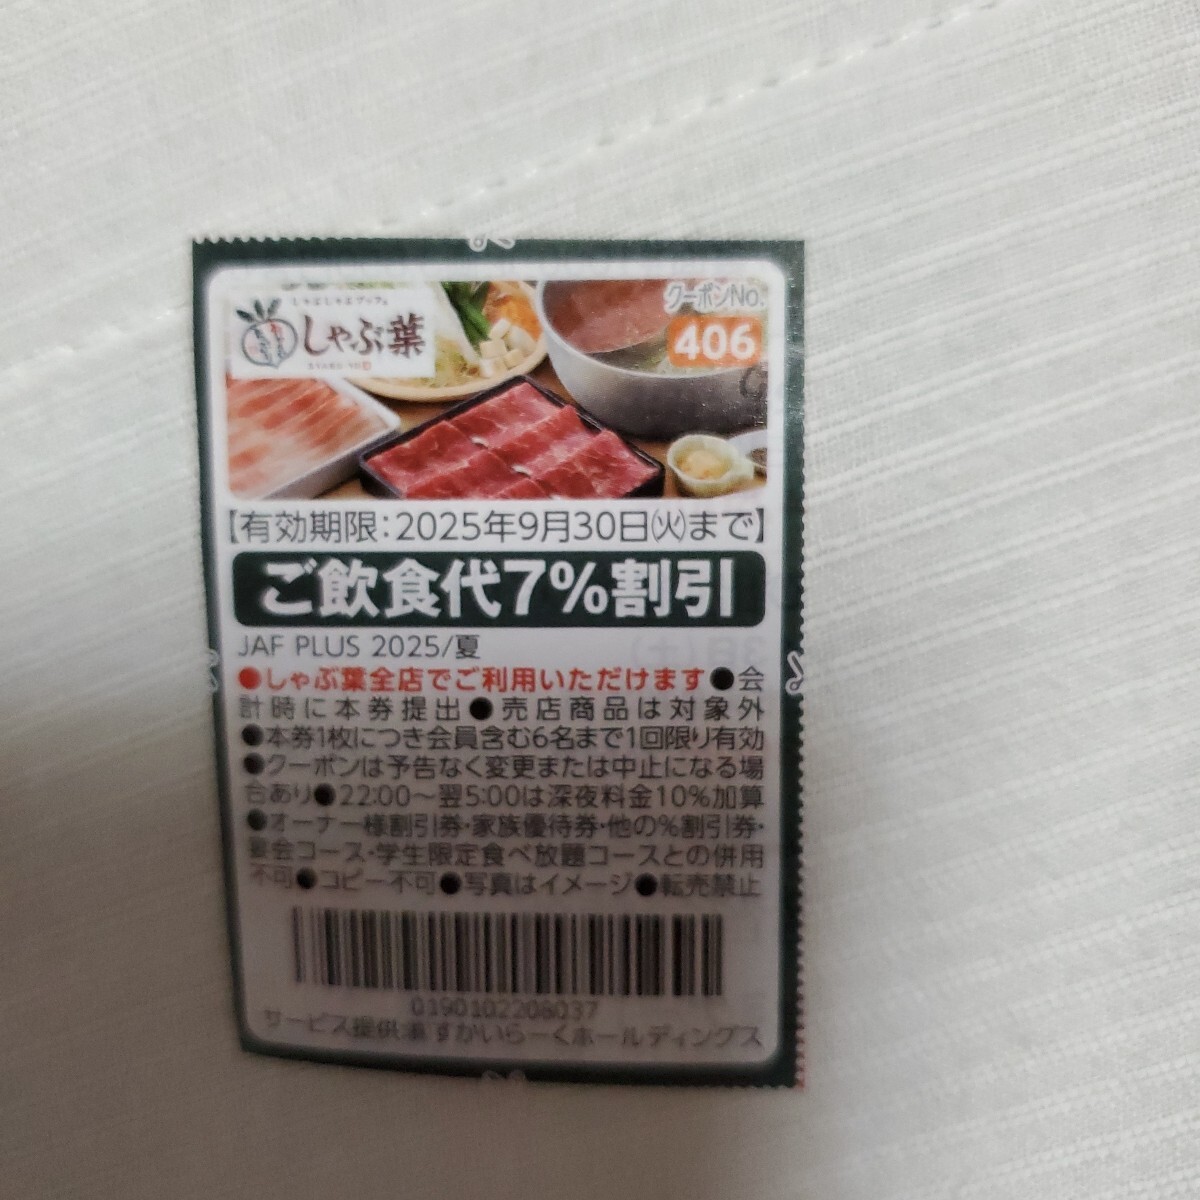 しゃぶしゃぶブッフェ
しゃぶ葉
クーポンNo.
406
【有効期限:2025年9月30日㈫まで】
ご飲食代7%割引
JAF PLUS 2025/夏
●しゃぶ葉全店でご利用いただけます●会
計時に本券提出●売店商品は対象外
●本券1枚につき会員含む6名まで1回限り有効
●クーポンは予告なく変更または中止になる場
合あり●22:00～翌5:00は深夜料金10%加算
●オーナー様割引券・家族優待券・他の%割引券・
宴会コース・学生限定食べ放題コースとの併用
不可●コピー不可●写真はイメージ●転売禁止
0190102208037
サービス提供:㈱すかいらーくホールディングス